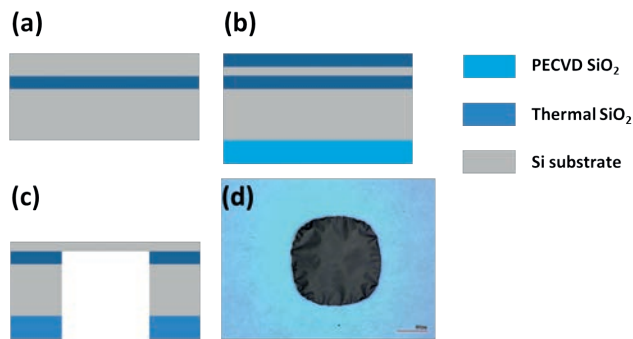 (a)
(b)
PECVD SiO₂
Thermal SiO₂
Si substrate
(c)
(d)